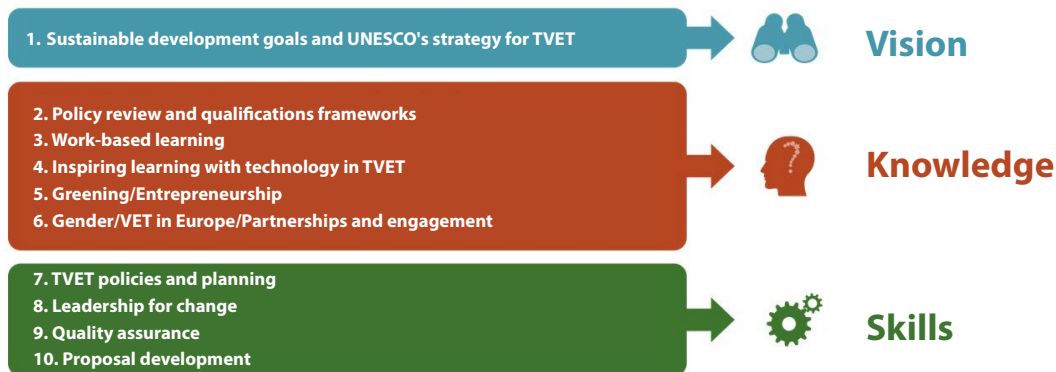 1. Sustainable development goals and UNESCO's strategy for TVET
Vision
2. Policy review and qualifications frameworks
3. Work-based learning
4. Inspiring learning with technology in TVET
5. Greening/Entrepreneurship
6. Gender/VET in Europe/Partnerships and engagement
Knowledge
7. TVET policies and planning
8. Leadership for change
9. Quality assurance
10. Proposal development
Skills